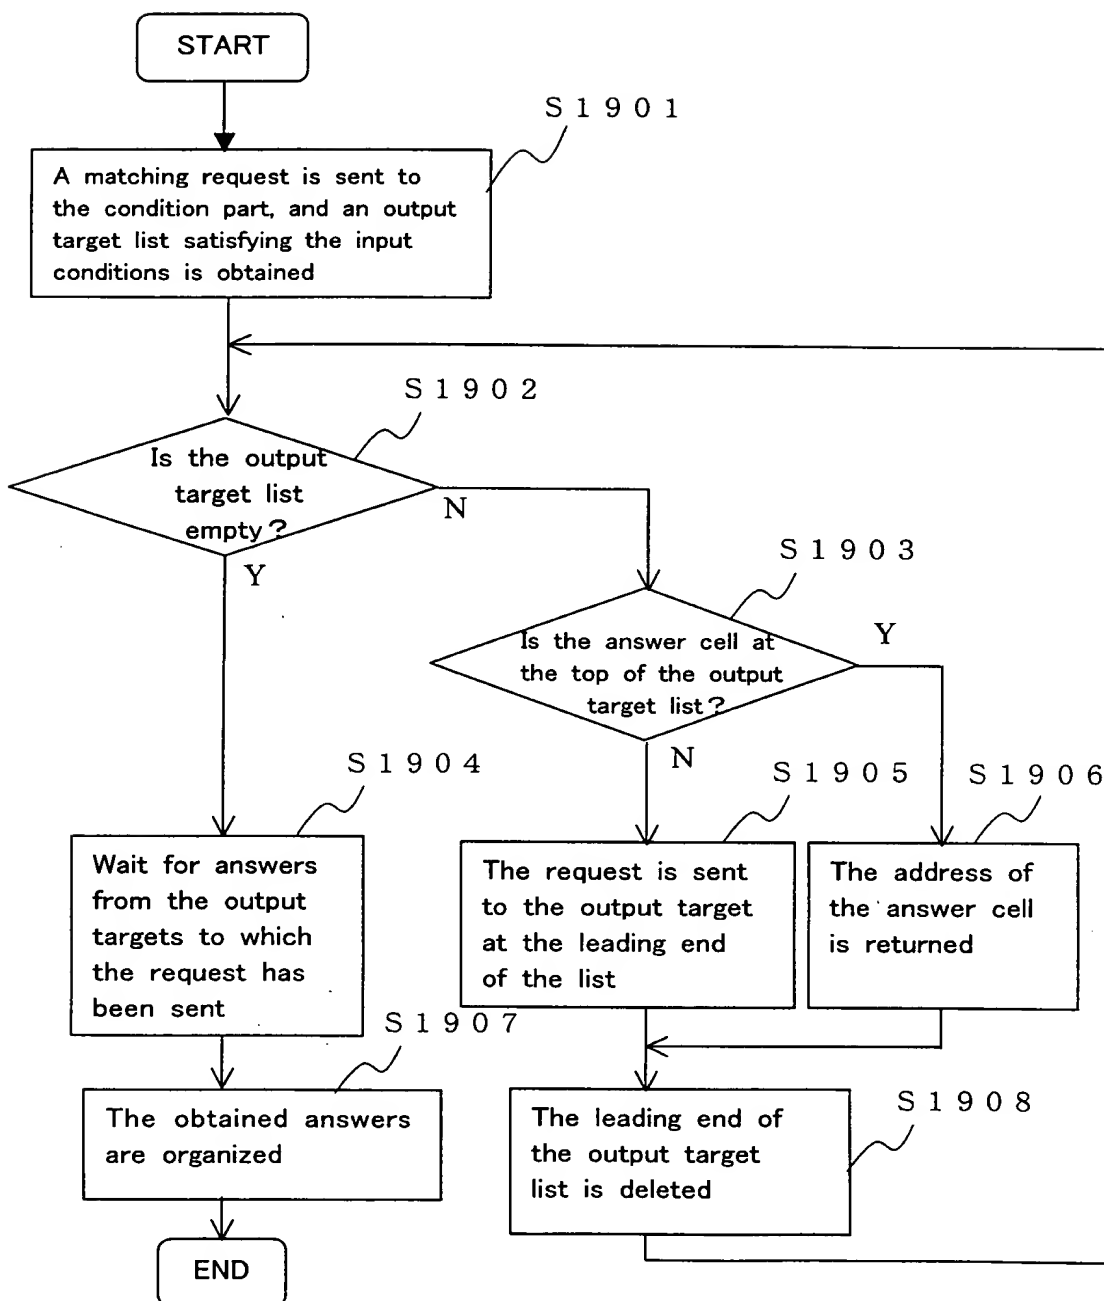 START
S1901
A matching request is sent to
the condition part, and an output
target list satisfying the input
conditions is obtained
S1902
Is the output
target list
empty?
N
Y
S1903
Is the answer cell at
the top of the output
target list?
Y
N
S1904
Wait for answers
from the output
targets to which
the request has
been sent
S1905
The request is sent
to the output target
at the leading end
of the list
S1906
The address of
the answer cell
is returned
S1907
The obtained answers
are organized
S1908
The leading end of
the output target
list is deleted
END